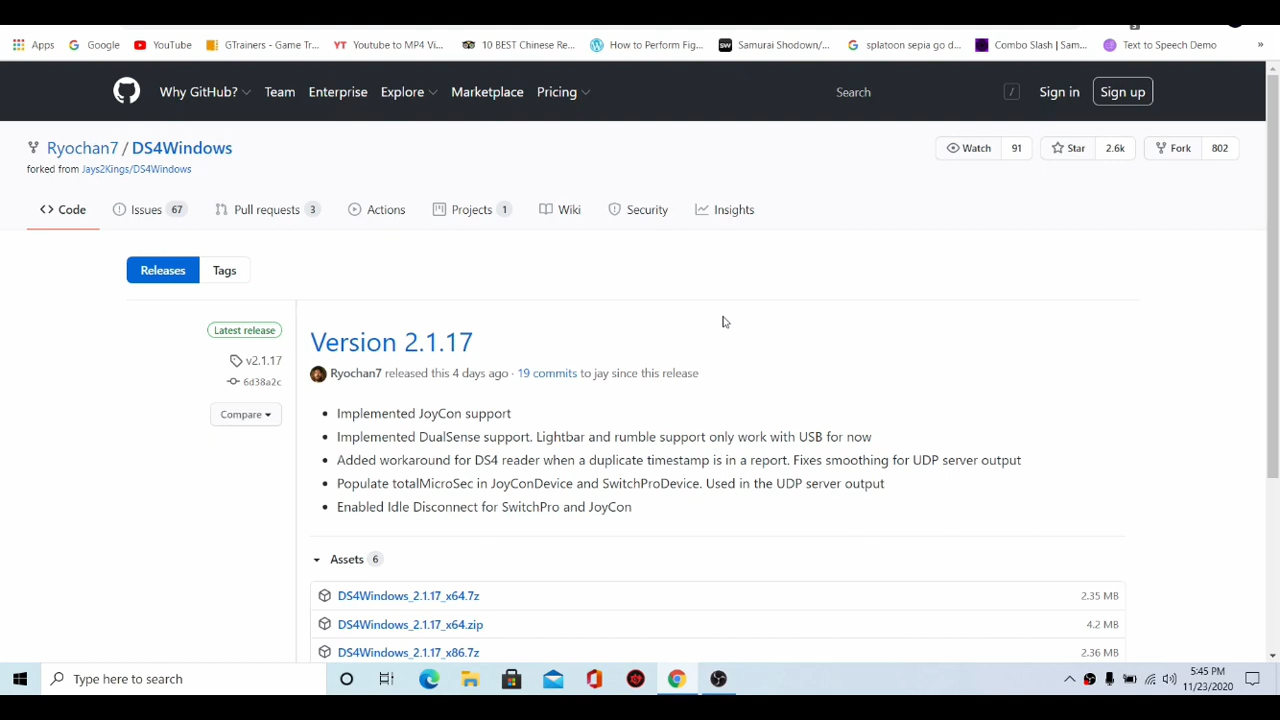 Apps Google YouTube GTrainers - Game Tr... Youtube to MP4 Vi... 10 BEST Chinese Re... How to Perform Fig... Samurai Shodown/... splatoon sepia go d... Combo Slash | Sam... Text to Speech Demo »
Why GitHub? Team Enterprise Explore Marketplace Pricing Search / Sign in Sign up
Ryochan7 / DS4Windows Watch 91 Star 2.6k Fork 802
forked from Jays2Kings/DS4Windows
<> Code Issues 67 Pull requests 3 Actions Projects 1 Wiki Security Insights
Releases Tags
Latest release
Version 2.1.17
v2.1.17
Ryochan7 released this 4 days ago · 19 commits to jay since this release
6d38a2c
Compare
• Implemented JoyCon support
• Implemented DualSense support. Lightbar and rumble support only work with USB for now
• Added workaround for DS4 reader when a duplicate timestamp is in a report. Fixes smoothing for UDP server output
• Populate totalMicroSec in JoyConDevice and SwitchProDevice. Used in the UDP server output
• Enabled Idle Disconnect for SwitchPro and JoyCon
Assets 6
DS4Windows_2.1.17_x64.7z 2.35 MB
DS4Windows_2.1.17_x64.zip 4.2 MB
DS4Windows_2.1.17_x86.7z 2.36 MB
Type here to search
5:45 PM
11/23/2020